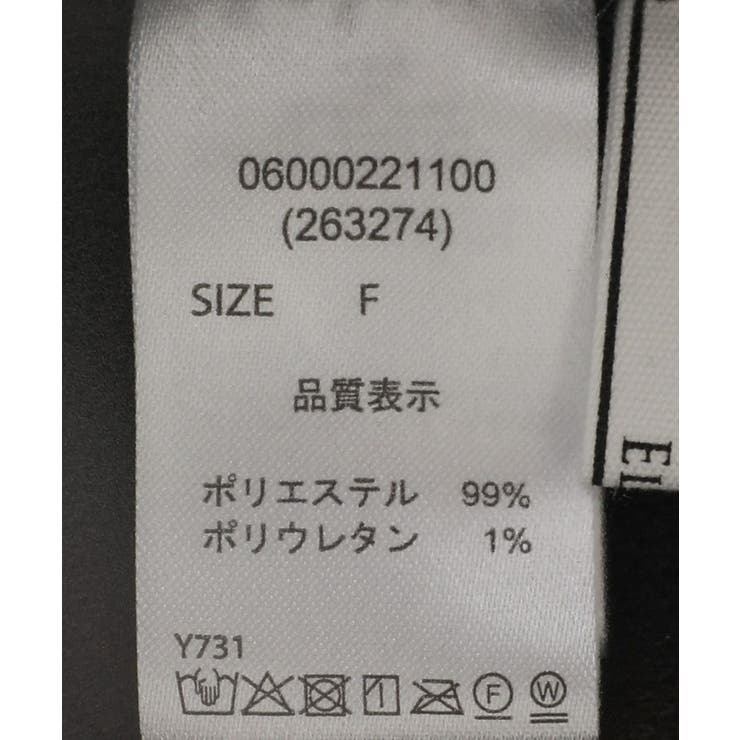 06000221100
(263274)
SIZE F
品質表示
ポリエステル 99%
ポリウレタン 1%
Y731
F
W